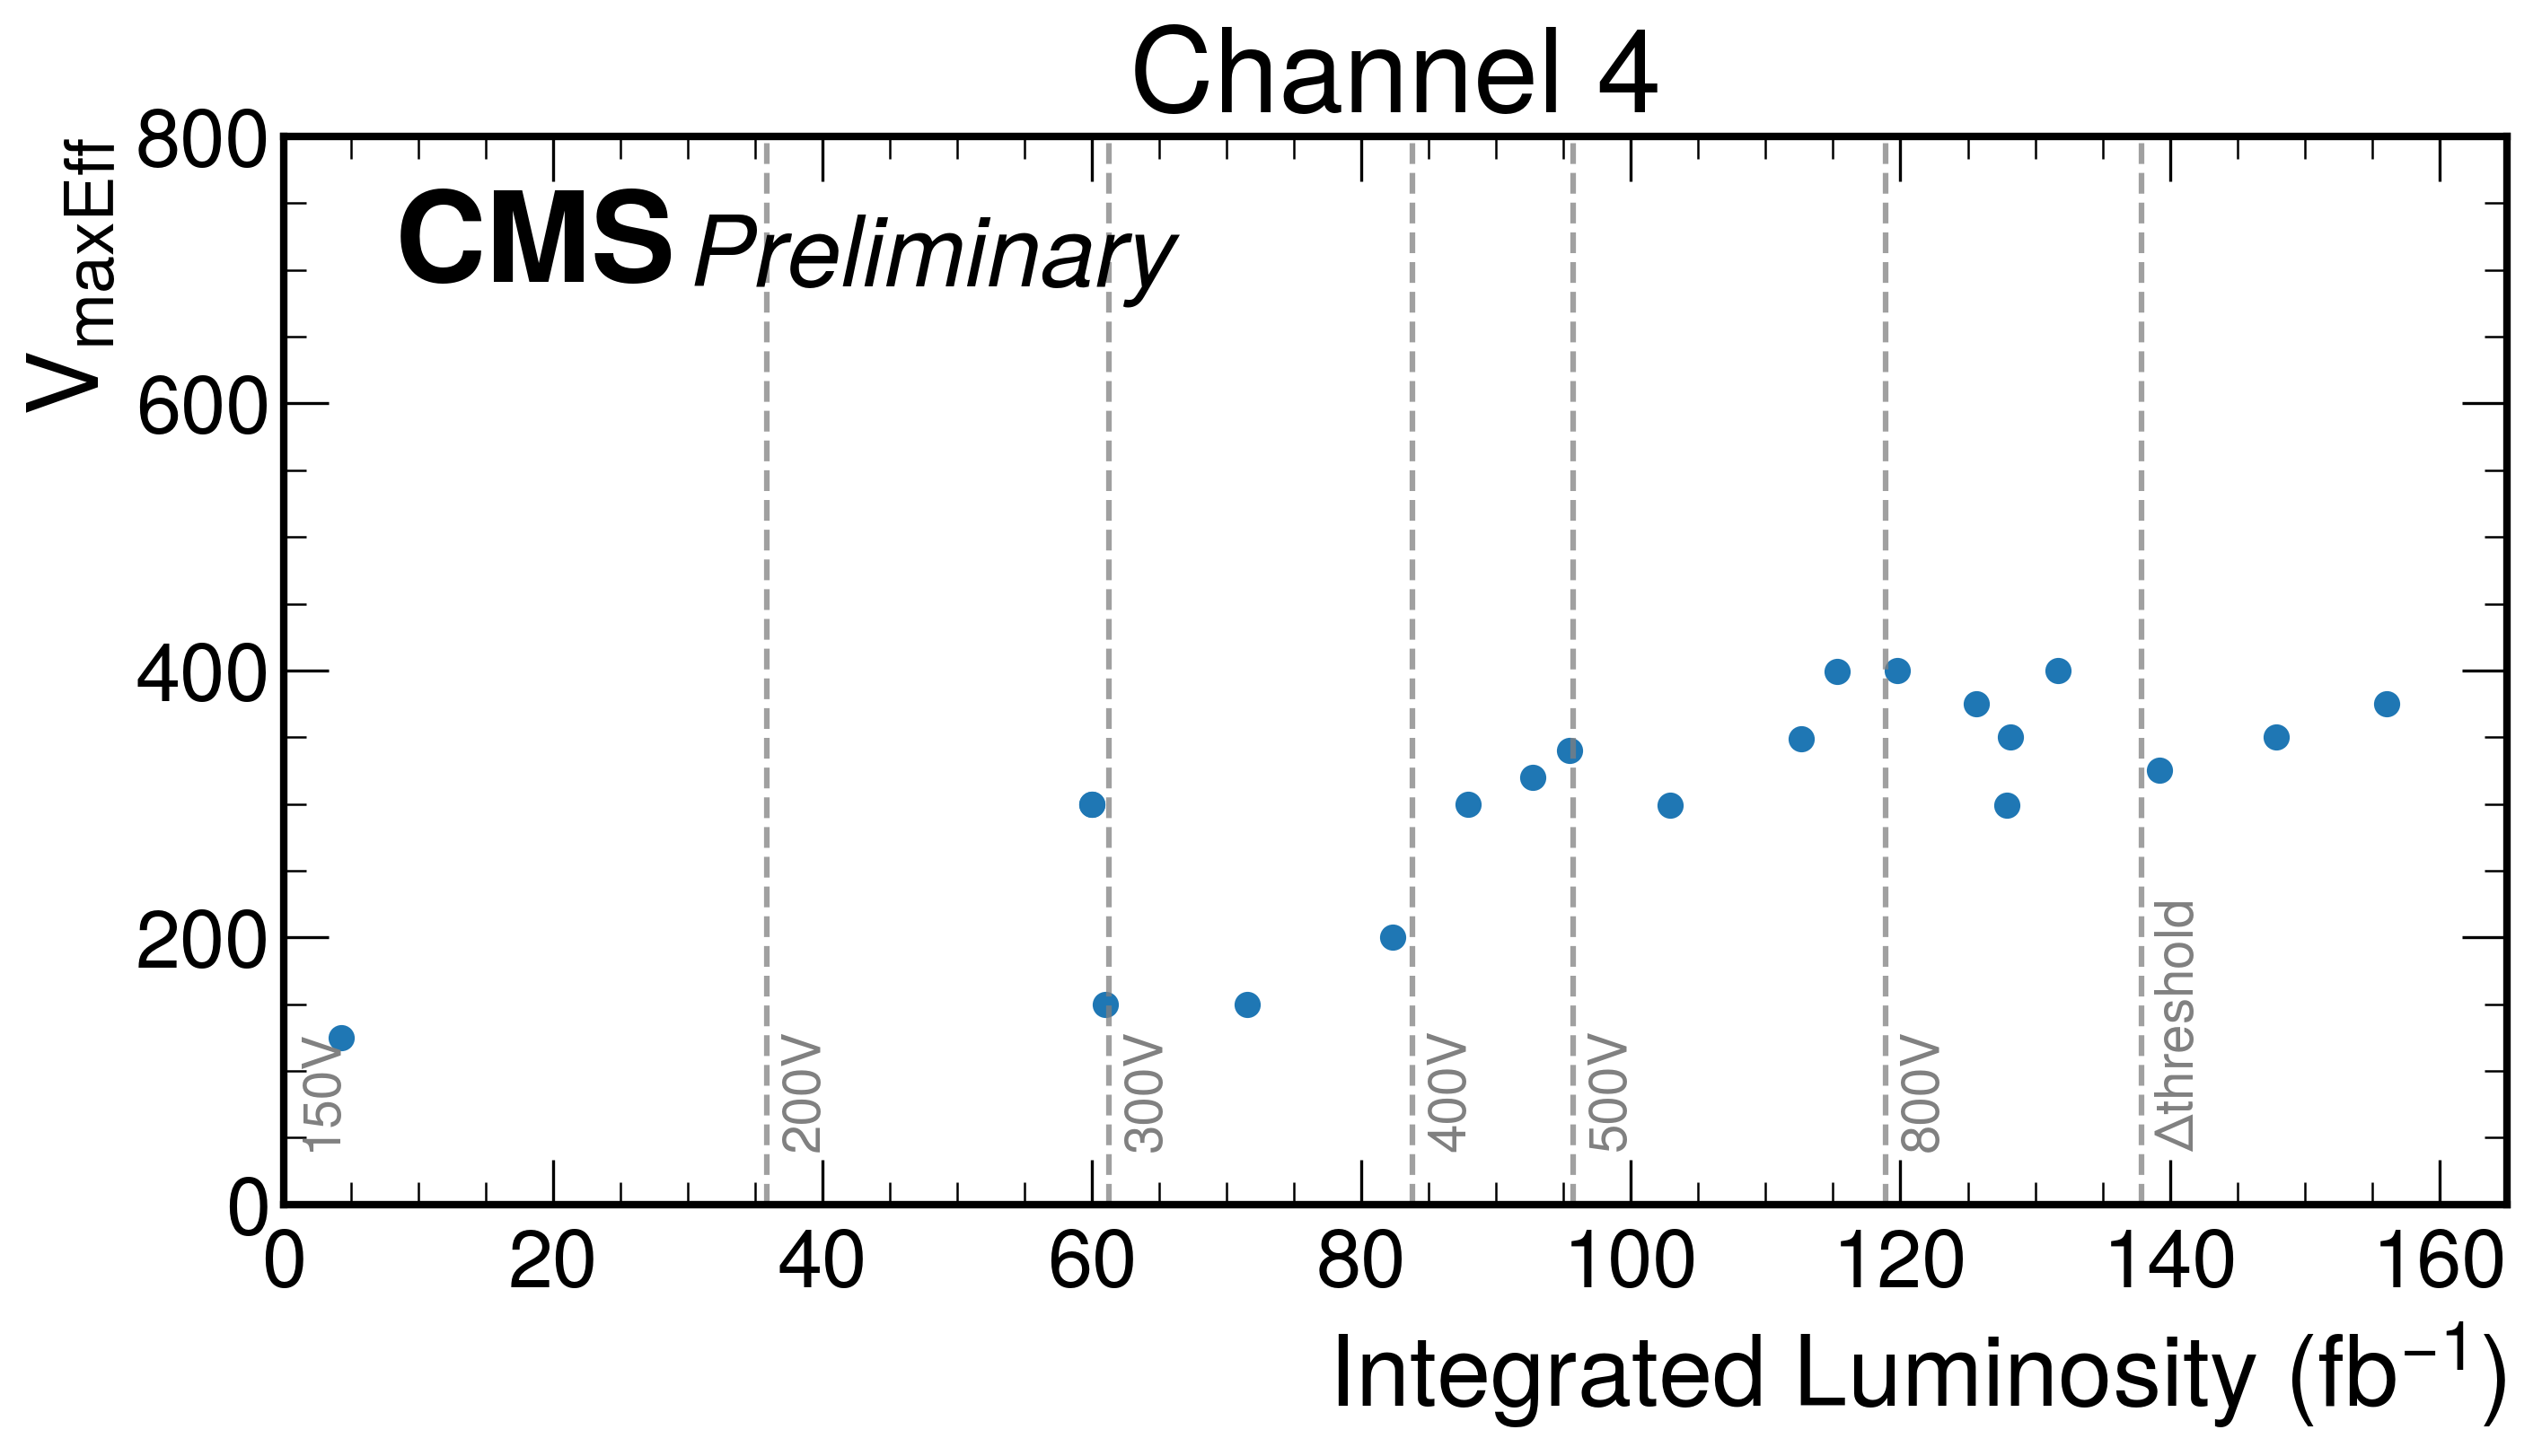 Channel 4
CMS Preliminary
V_maxEff
800
600
400
200
0
150V
200V
300V
400V
500V
800V
Δthreshold
0 20 40 60 80 100 120 140 160
Integrated Luminosity (fb⁻¹)